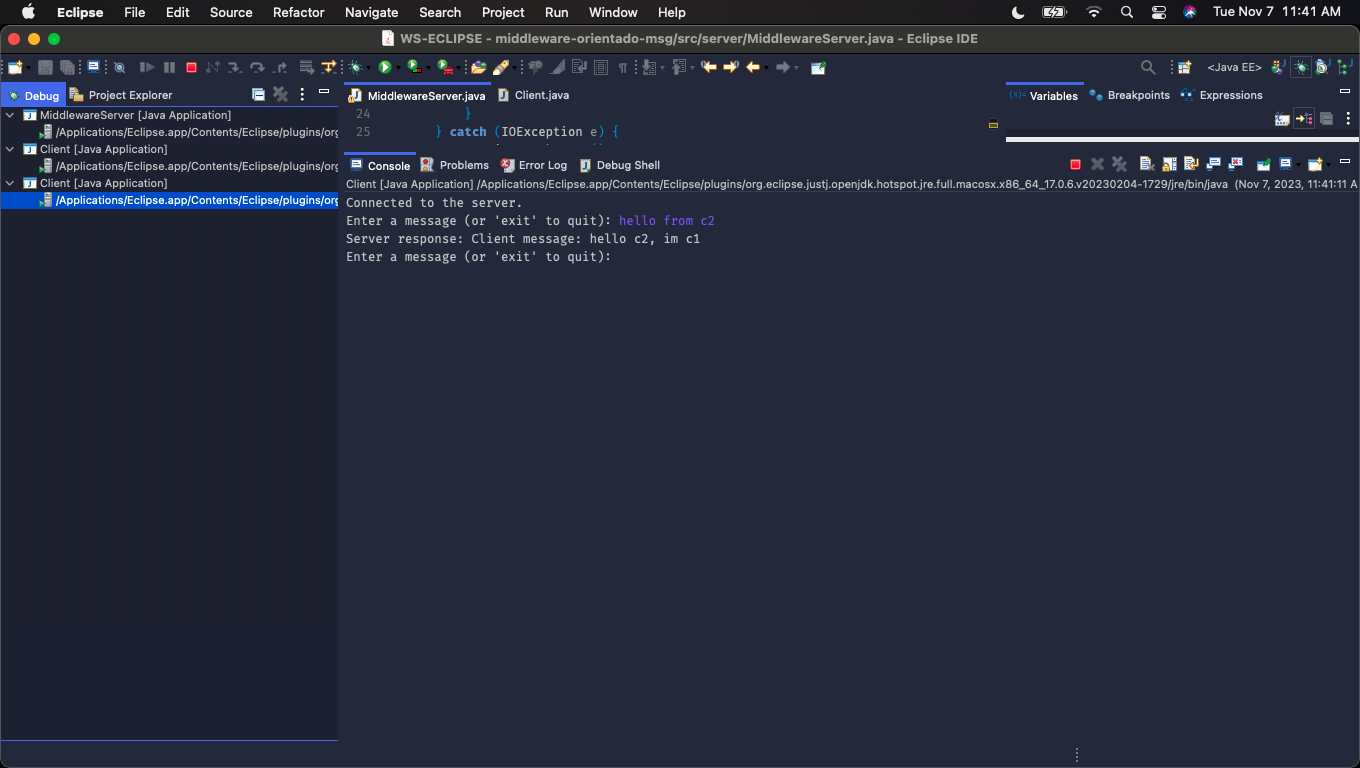 Eclipse File Edit Source Refactor Navigate Search Project Run Window Help Tue Nov 7 11:41 AM
WS-ECLIPSE - middleware-orientado-msg/src/server/MiddlewareServer.java - Eclipse IDE
<Java EE>
Debug Project Explorer
MiddlewareServer.java Client.java
Variables Breakpoints Expressions
MiddlewareServer [Java Application]
/Applications/Eclipse.app/Contents/Eclipse/plugins/org
Client [Java Application]
/Applications/Eclipse.app/Contents/Eclipse/plugins/org
Client [Java Application]
/Applications/Eclipse.app/Contents/Eclipse/plugins/org
24 }
25 } catch (IOException e) {
Console Problems Error Log Debug Shell
Client [Java Application] /Applications/Eclipse.app/Contents/Eclipse/plugins/org.eclipse.justj.openjdk.hotspot.jre.full.macosx.x86_64_17.0.6.v20230204-1729/jre/bin/java (Nov 7, 2023, 11:41:11 A
Connected to the server.
Enter a message (or 'exit' to quit): hello from c2
Server response: Client message: hello c2, im c1
Enter a message (or 'exit' to quit):